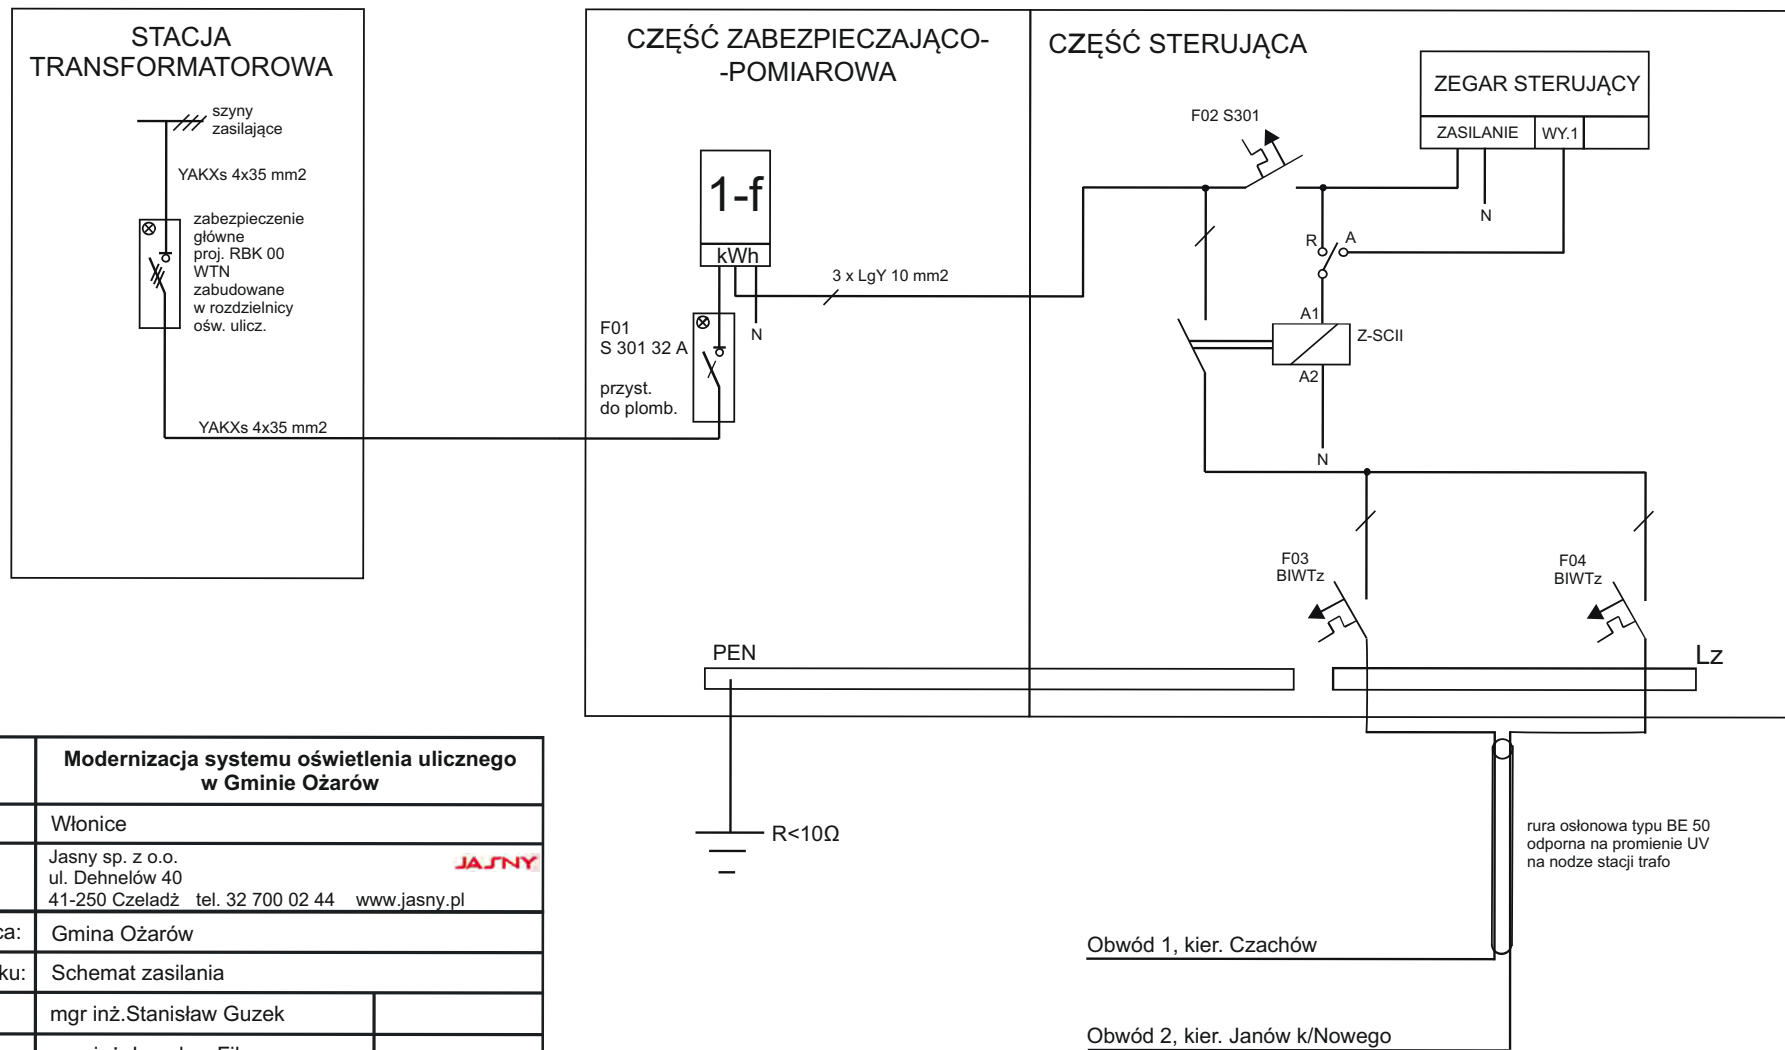 STACJA
TRANSFORMATOROWA
szyny
zasilające
YAKXs 4x35 mm2
zabezpieczenie
główne
proj. RBK 00
WTN
zabudowane
w rozdzielnicy
ośw. ulicz.
YAKXs 4x35 mm2
CZĘŚĆ ZABEZPIECZAJĄCO-
-POMIAROWA
1-f
kWh
N
F01
S 301 32 A
przyst.
do plomb.
3 x LgY 10 mm2
CZĘŚĆ STERUJĄCA
F02 S301
ZEGAR STERUJĄCY
ZASILANIE
WY.1
N
R
A
A1
Z-SCII
A2
N
F03
BIWTz
F04
BIWTz
PEN
Lz
R<10Ω
rura osłonowa typu BE 50
odporna na promienie UV
na nodze stacji trafo
Obwód 1, kier. Czachów
Obwód 2, kier. Janów k/Nowego
Modernizacja systemu oświetlenia ulicznego
w Gminie Ożarów
Włonice
Jasny sp. z o.o.
JASNY
ul. Dehnelów 40
41-250 Czeladż tel. 32 700 02 44 www.jasny.pl
ca: Gmina Ożarów
ku: Schemat zasilania
mgr inż.Stanisław Guzek